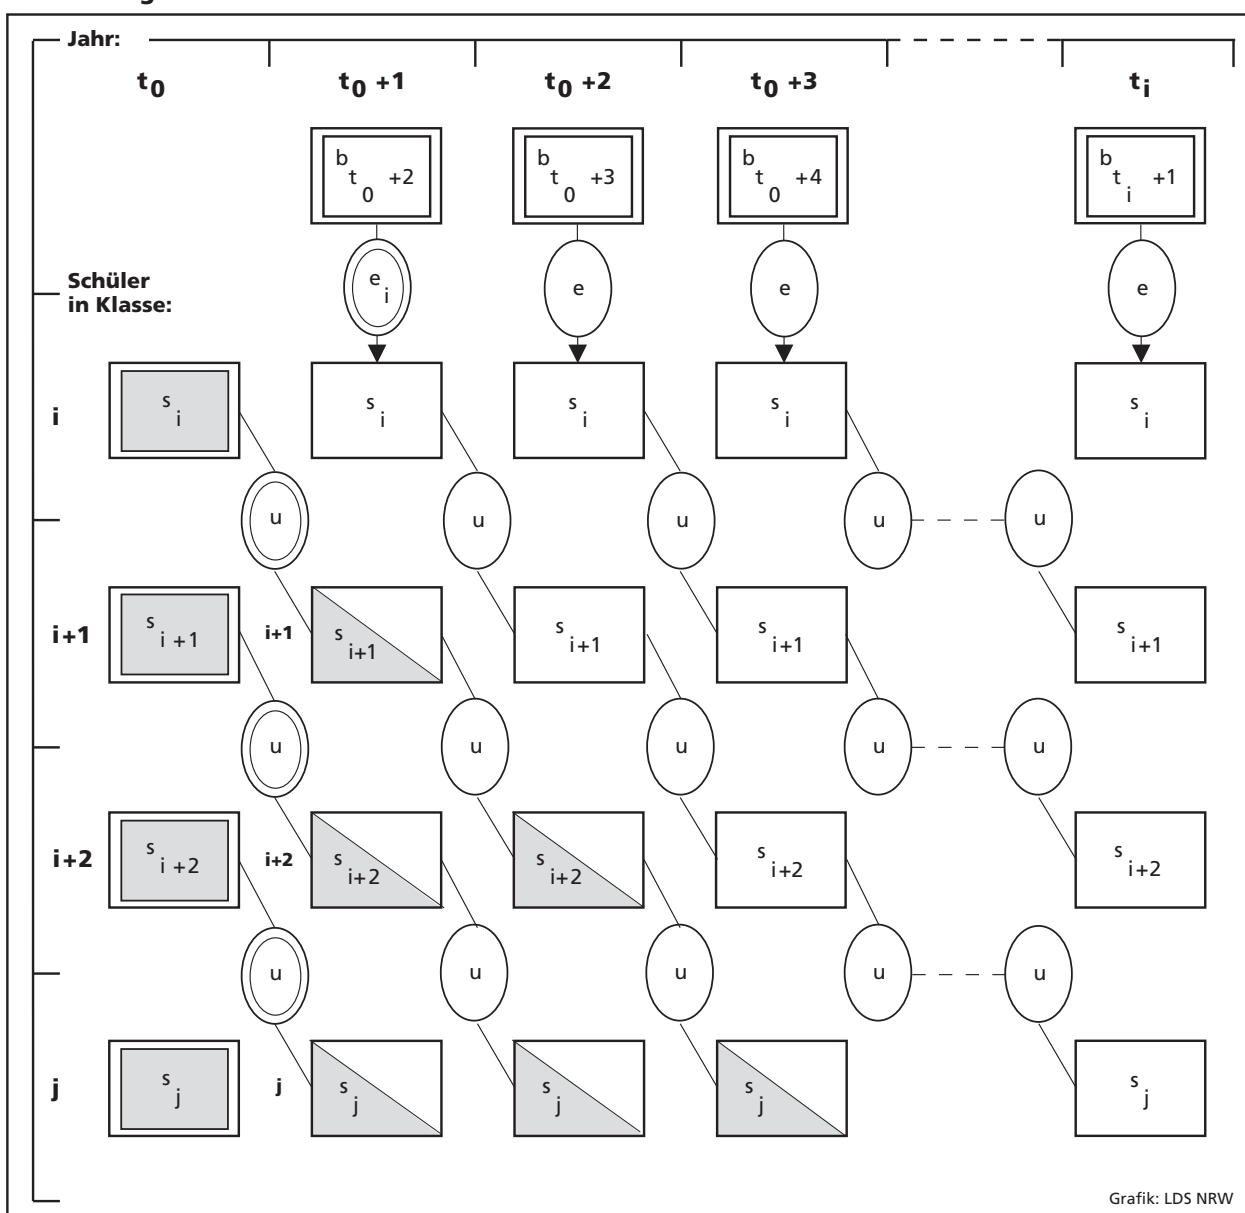 Jahr:
t0 t0 +1 t0 +2 t0 +3 ti
b t0 +2 b t0 +3 b t0 +4 b ti +1
Schüler
in Klasse:
ei e e e
i si si si si si
u u u u u
i+1 si +1 i+1 si+1 si+1 si+1 si+1
u u u u u
i+2 si +2 i+2 si+2 si+2 si+2 si+2
u u u u u
j sj j sj sj sj sj
Grafik: LDS NRW